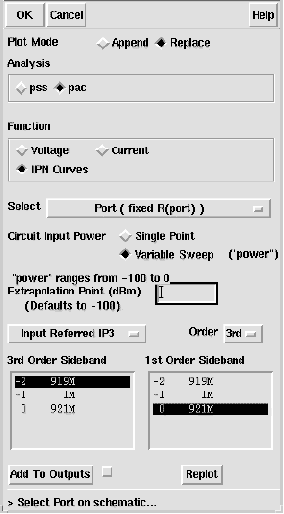 OK Cancel Help
Plot Mode Append Replace
Analysis
pss pac
Function
Voltage Current
IPN Curves
Select Port ( fixed R(port) )
Circuit Input Power Single Point
Variable Sweep ("power")
"power" ranges from -100 to 0
Extrapolation Point (dBm)
(Defaults to -100)
Input Referred IP3 Order 3rd
3rd Order Sideband 1st Order Sideband
-2 919M -2 919M
-1 1M -1 1M
0 921M 0 921M
Add To Outputs Replot
> Select Port on schematic...